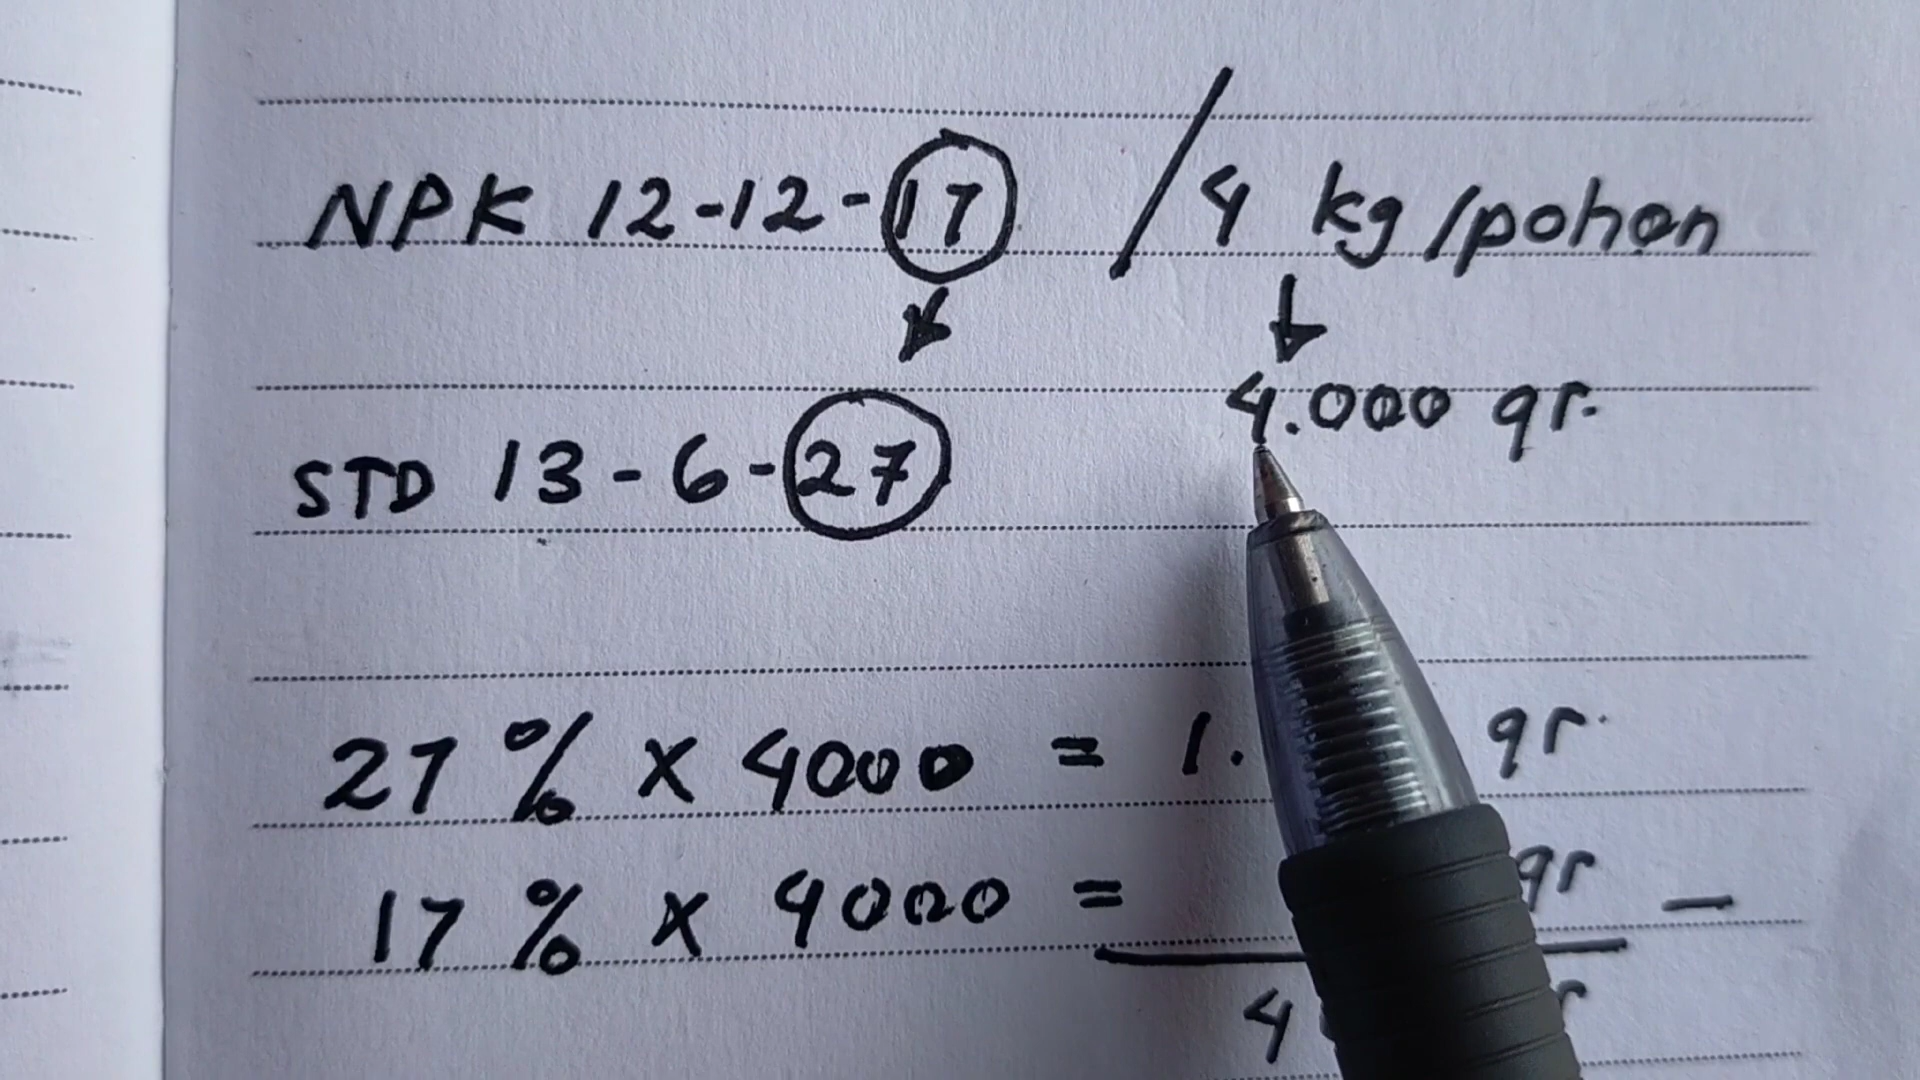 NPK 12-12-17 / 4 kg/pohon
4.000 gr.
STD 13-6-27
27 % x 4000 = 1. gr.
17 % x 4000 = gr -
4 r